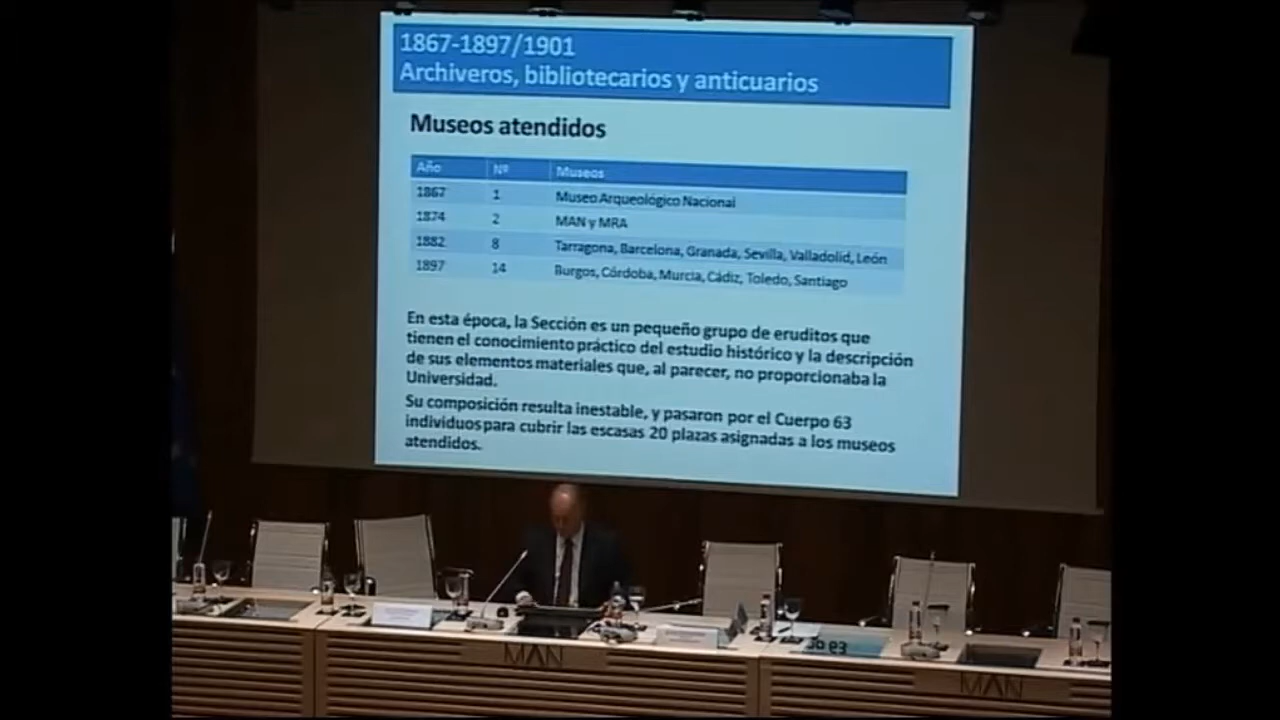 1867-1897/1901
Archiveros, bibliotecarios y anticuarios
Museos atendidos
Año Nº Museos
1867 1 Museo Arqueológico Nacional
1874 2 MAN y MRA
1882 8 Tarragona, Barcelona, Granada, Sevilla, Valladolid, León
1897 14 Burgos, Córdoba, Murcia, Cádiz, Toledo, Santiago
En esta época, la Sección es un pequeño grupo de eruditos que
tienen el conocimiento práctico del estudio histórico y la descripción
de sus elementos materiales que, al parecer, no proporcionaba la
Universidad.
Su composición resulta inestable, y pasaron por el Cuerpo 63
individuos para cubrir las escasas 20 plazas asignadas a los museos
atendidos.
MAN
MAN